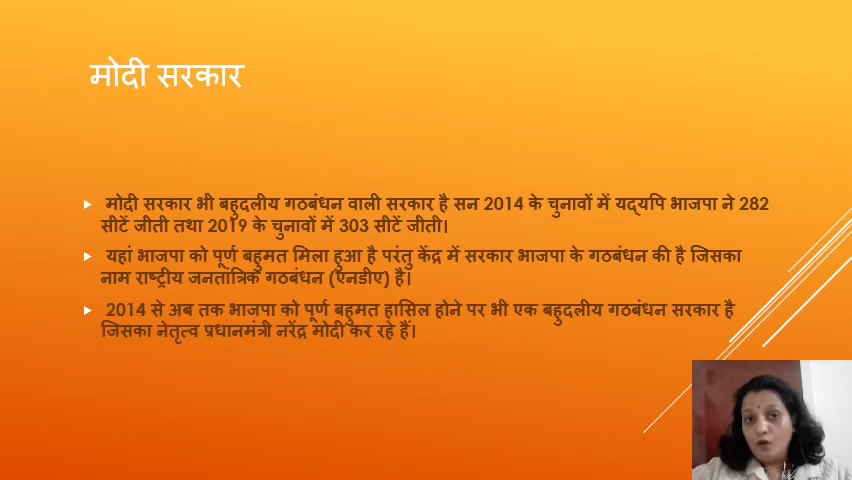 मोदी सरकार
मोदी सरकार भी बहुदलीय गठबंधन वाली सरकार है सन 2014 के चुनावों में यद्यपि भाजपा ने 282
सीटें जीती तथा 2019 के चुनावों में 303 सीटें जीती।
यहां भाजपा को पूर्ण बहुमत मिला हुआ है परंतु केंद्र में सरकार भाजपा के गठबंधन की है जिसका
नाम राष्ट्रीय जनतांत्रिक गठबंधन (एनडीए) है।
2014 से अब तक भाजपा को पूर्ण बहुमत हासिल होने पर भी एक बहुदलीय गठबंधन सरकार है
जिसका नेतृत्व प्रधानमंत्री नरेंद्र मोदी कर रहे हैं।